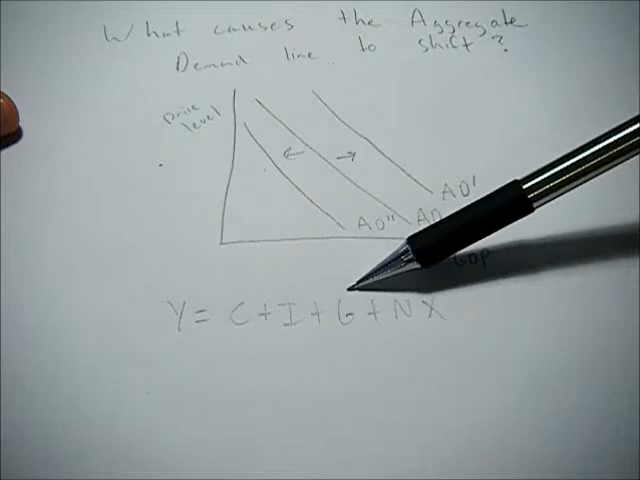 What causes the Aggregate
Demand line to shift?
Price
level
AD'
AD"
AD
GDP
Y = C + I + G + NX